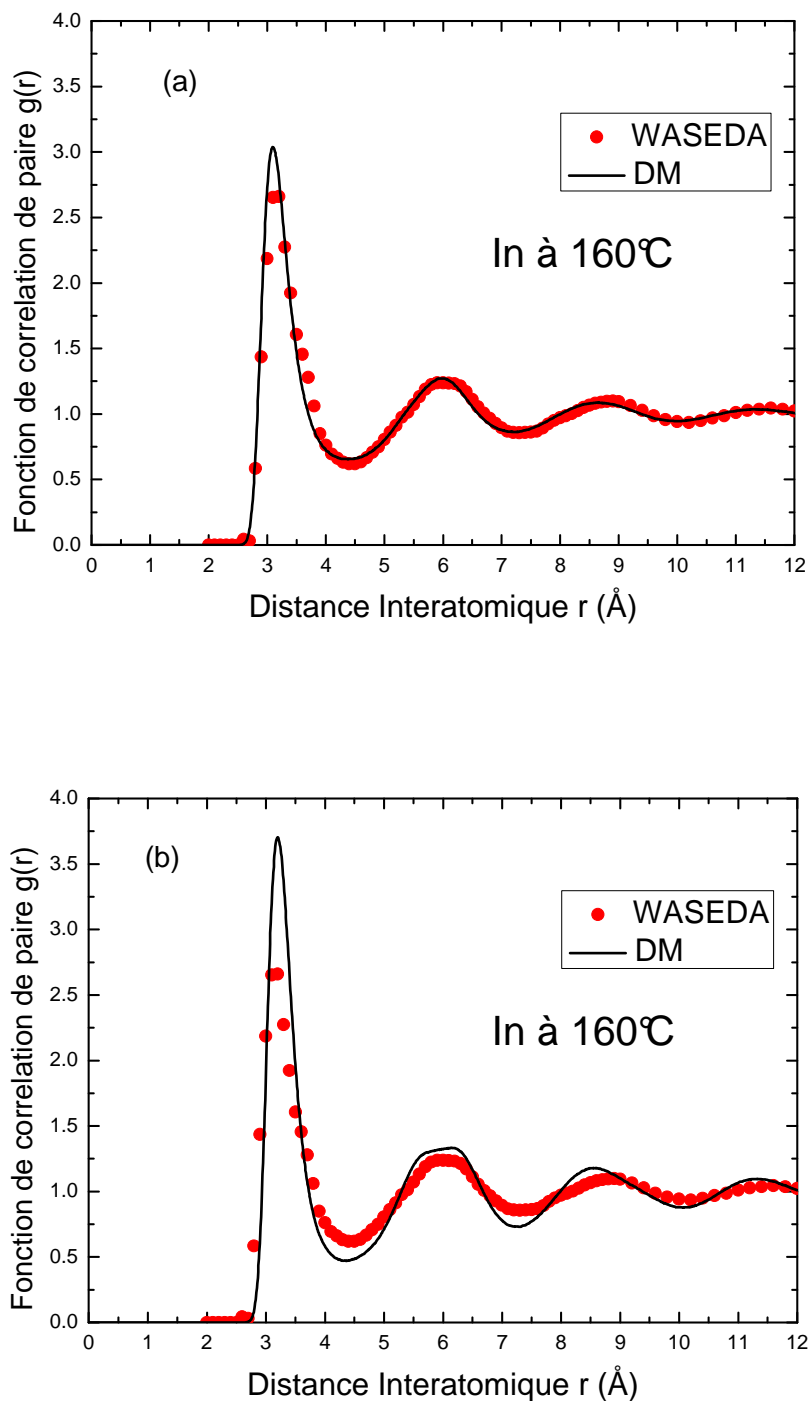 4.0
3.5
3.0
2.5
2.0
1.5
1.0
0.5
0.0
Fonction de correlation de paire g(r)
(a)
WASEDA
DM
In à 160°C
0 1 2 3 4 5 6 7 8 9 10 11 12
Distance Interatomique r (Å)
4.0
3.5
3.0
2.5
2.0
1.5
1.0
0.5
0.0
Fonction de correlation de paire g(r)
(b)
WASEDA
DM
In à 160°C
0 1 2 3 4 5 6 7 8 9 10 11 12
Distance Interatomique r (Å)